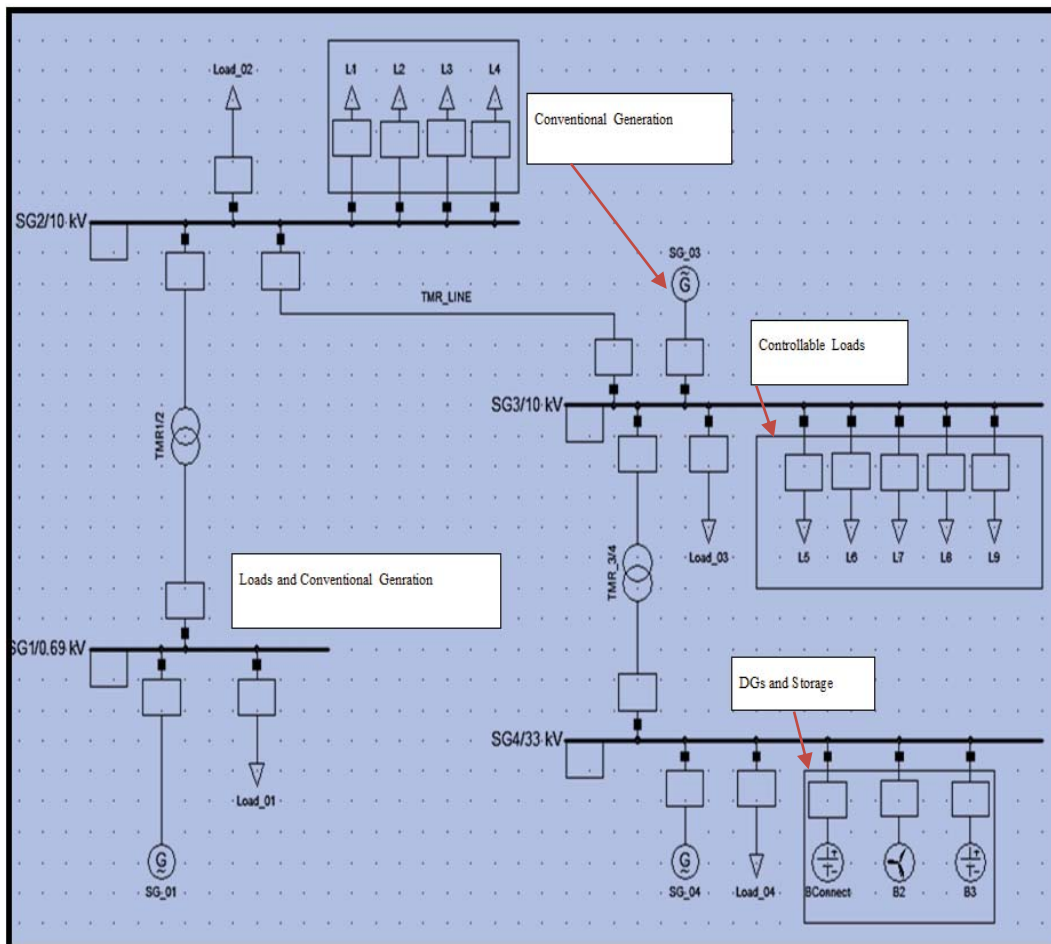 Load_02
L1 L2 L3 L4
Conventional Generation
SG2/10 kV
SG_03
TMR_LINE
Controllable Loads
SG3/10 kV
TMR1/2
Load_03
L5 L6 L7 L8 L9
TMR_3/4
Loads and Conventional Genration
SG1/0.69 kV
DGs and Storage
SG4/33 kV
Load_01
SG_01
SG_04
Load_04
BConnect
B2
B3